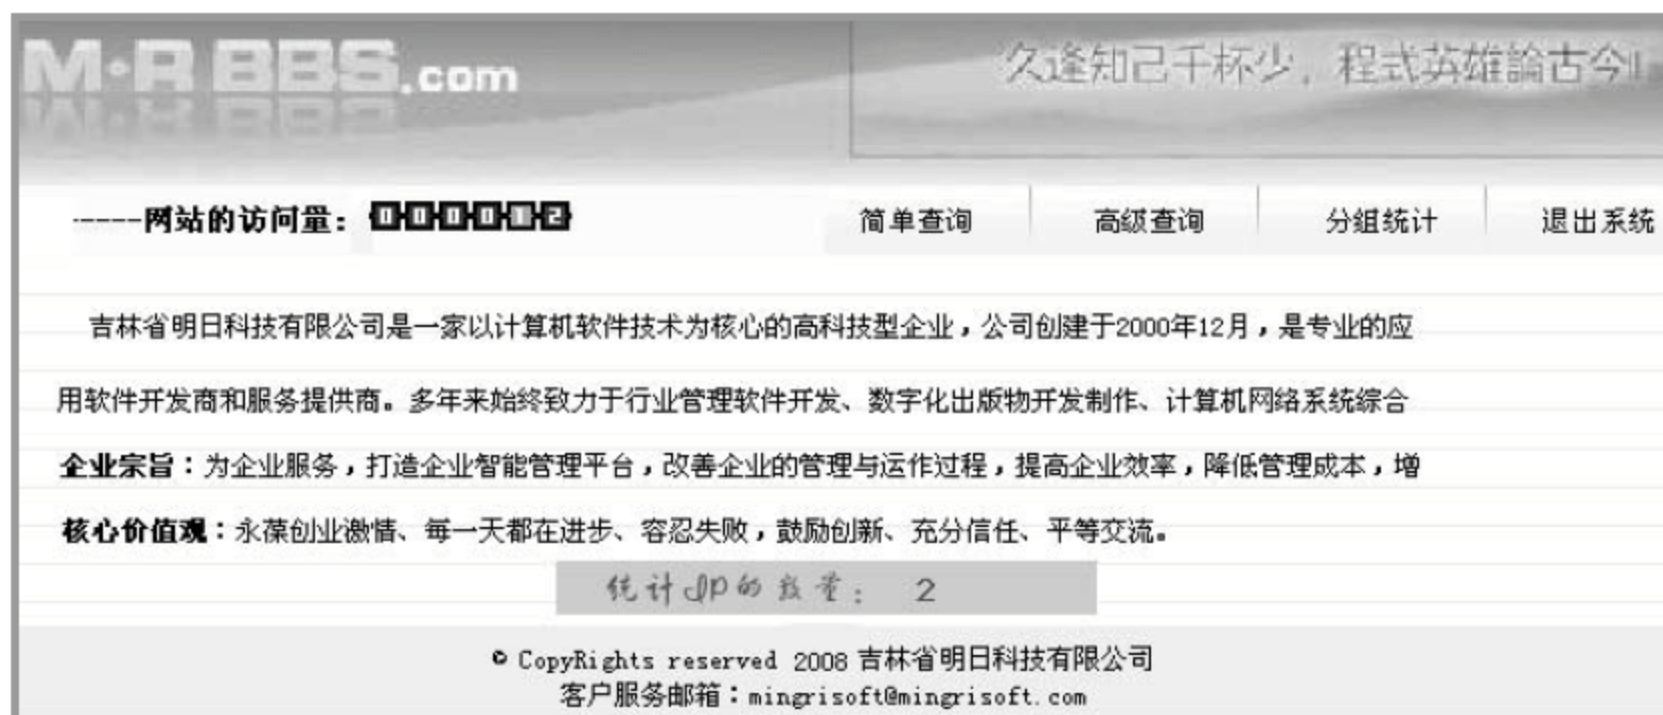 M·R BBS.com
久逢知己千杯少，程式英雄論古今!!
-----网站的访问量：00000012
简单查询 高级查询 分组统计 退出系统
吉林省明日科技有限公司是一家以计算机软件技术为核心的高科技型企业，公司创建于2000年12月，是专业的应
用软件开发商和服务提供商。多年来始终致力于行业管理软件开发、数字化出版物开发制作、计算机网络系统综合
企业宗旨：为企业服务，打造企业智能管理平台，改善企业的管理与运作过程，提高企业效率，降低管理成本，增
核心价值观：永葆创业激情、每一天都在进步、容忍失败，鼓励创新、充分信任、平等交流。
统计IP的数量： 2
© CopyRights reserved 2008 吉林省明日科技有限公司
客户服务邮箱：mingrisoft@mingrisoft.com